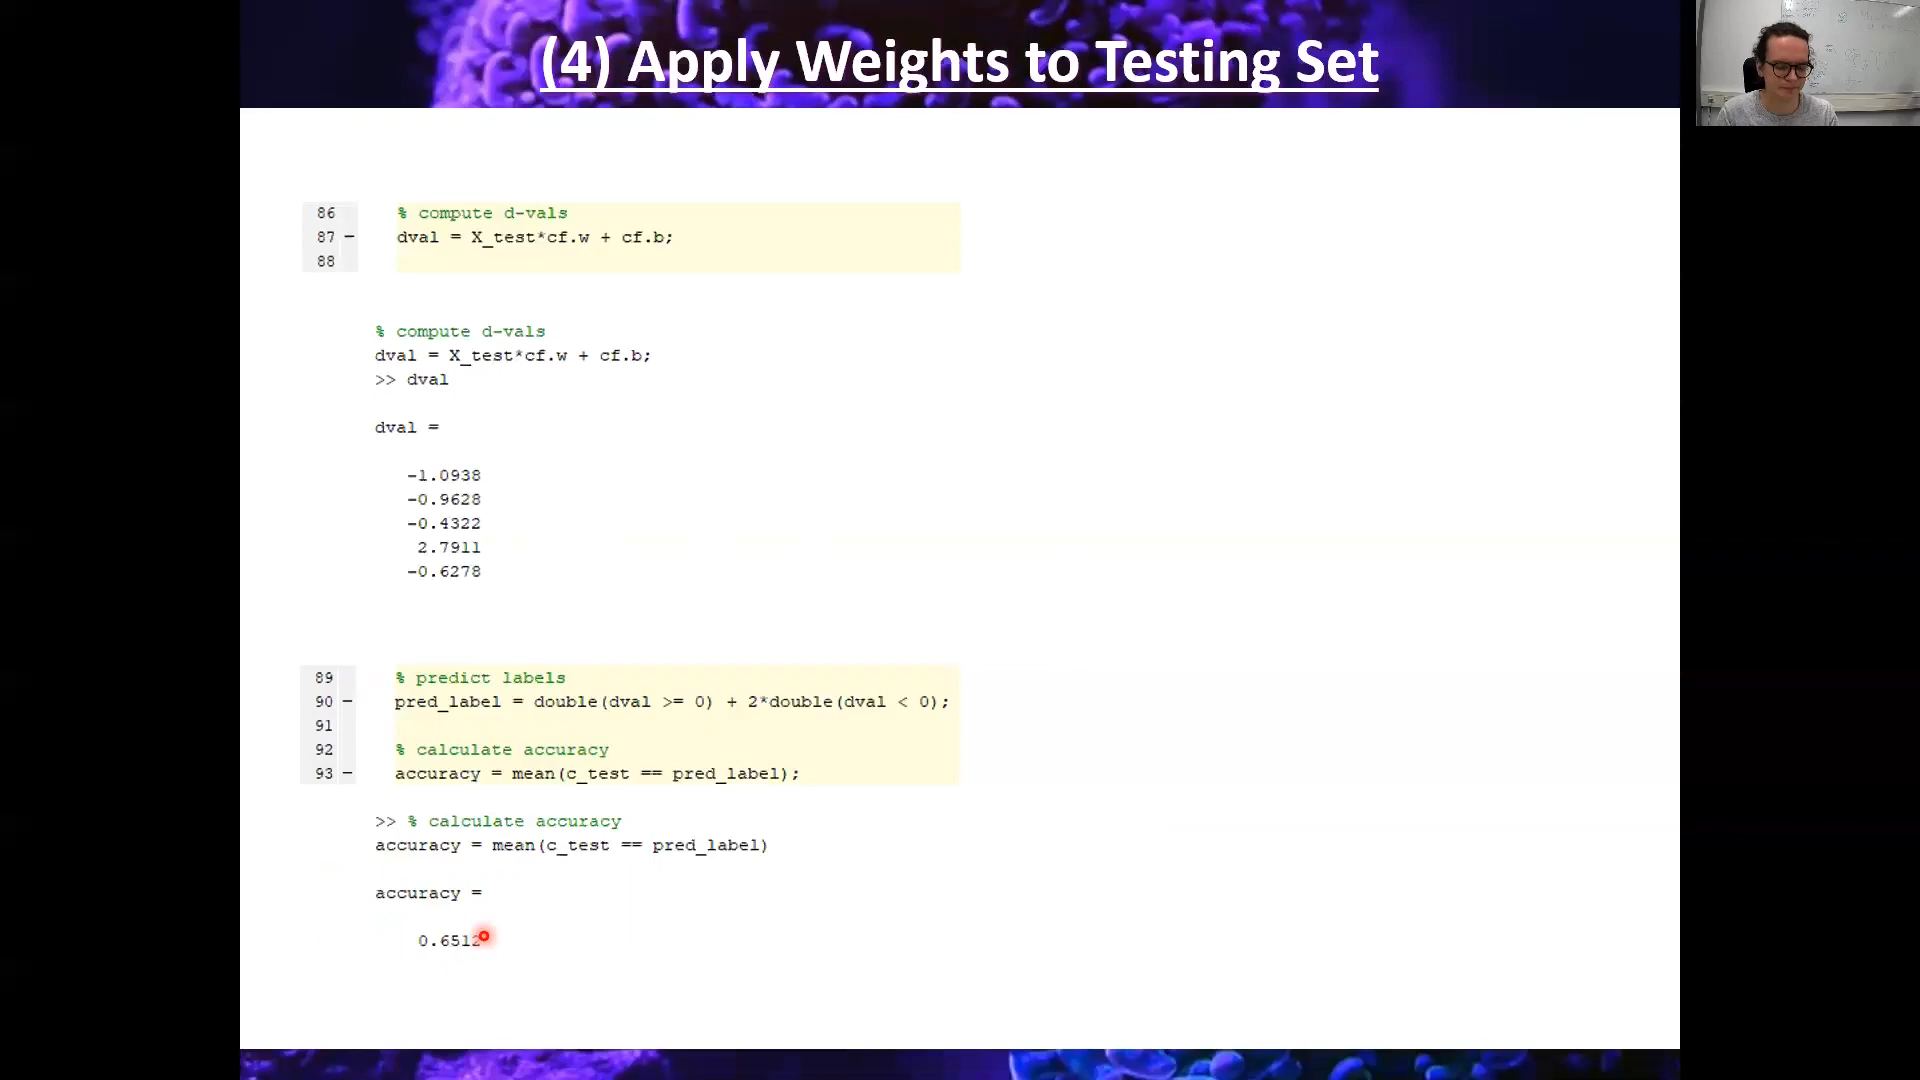 (4) Apply Weights to Testing Set
86 % compute d-vals
87 − dval = X_test*cf.w + cf.b;
88
% compute d-vals
dval = X_test*cf.w + cf.b;
>> dval
dval =
-1.0938
-0.9628
-0.4322
2.7911
-0.6278
89 % predict labels
90 − pred_label = double(dval >= 0) + 2*double(dval < 0);
91
92 % calculate accuracy
93 − accuracy = mean(c_test == pred_label);
>> % calculate accuracy
accuracy = mean(c_test == pred_label)
accuracy =
0.6512